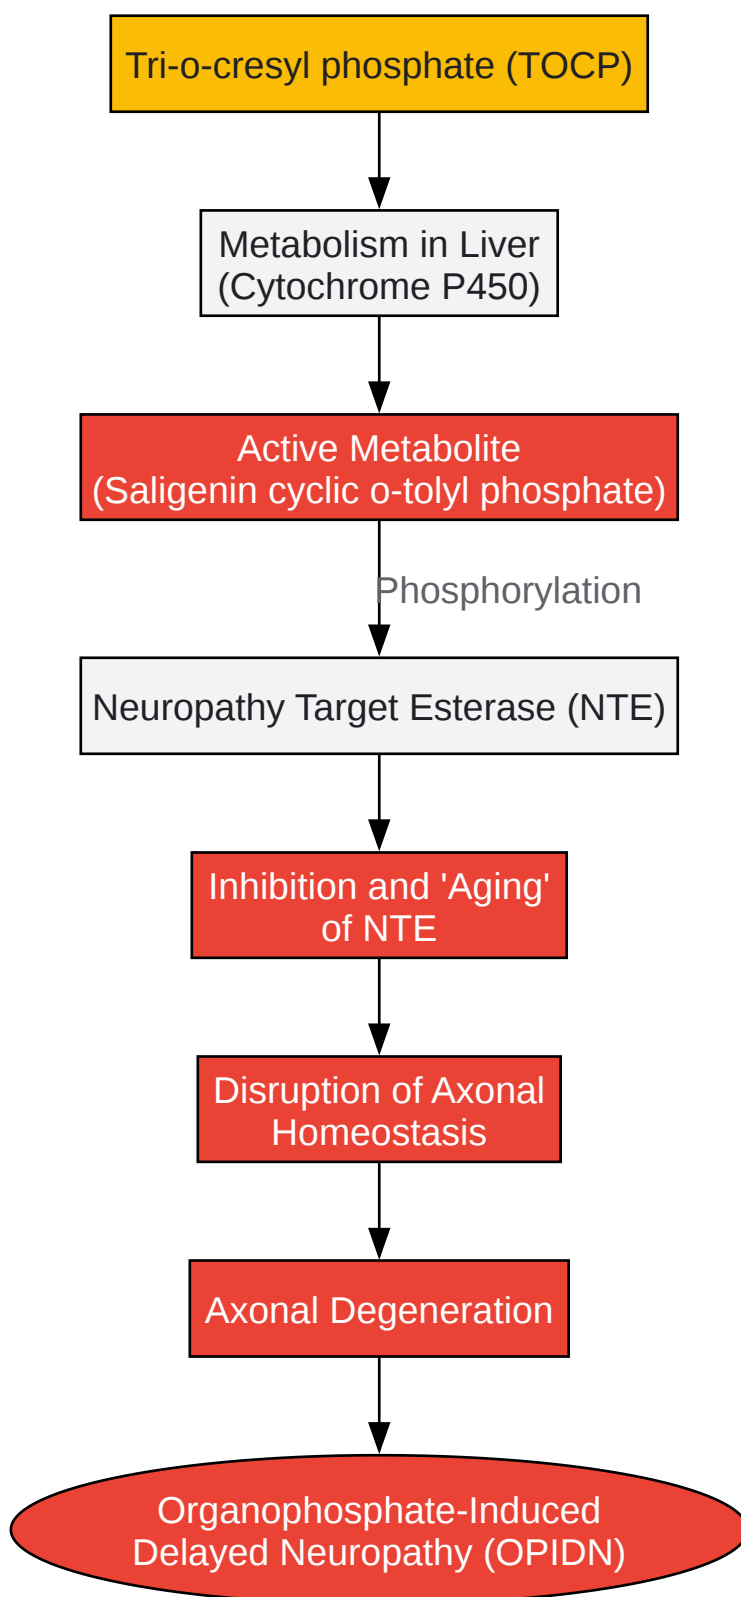 Tri-o-cresyl phosphate (TOCP)
Metabolism in Liver
(Cytochrome P450)
Active Metabolite
(Saligenin cyclic o-tolyl phosphate)
Phosphorylation
Neuropathy Target Esterase (NTE)
Inhibition and 'Aging'
of NTE
Disruption of Axonal
Homeostasis
Axonal Degeneration
Organophosphate-Induced
Delayed Neuropathy (OPIDN)